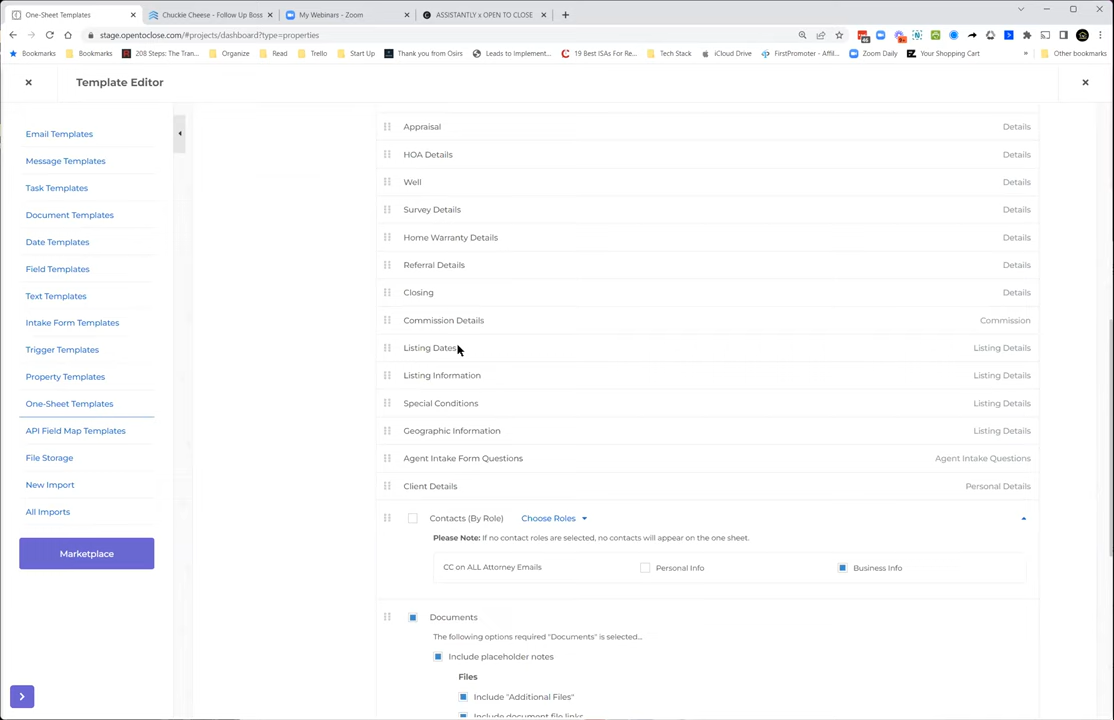 One-Sheet Templates
Chuckie Cheese - Follow Up Boss
My Webinars - Zoom
ASSISTANTLY x OPEN TO CLOSE
stage.opentoclose.com/#projects/dashboard?type=properties
Bookmarks
Bookmarks
208 Steps: The Tran...
Organize
Read
Trello
Start Up
Thank you from Osirs
Leads to Implement...
19 Best ISAs For Re...
Tech Stack
iCloud Drive
FirstPromoter - Affil...
Zoom Daily
Your Shopping Cart
Other bookmarks
Template Editor
Email Templates
Message Templates
Task Templates
Document Templates
Date Templates
Field Templates
Text Templates
Intake Form Templates
Trigger Templates
Property Templates
One-Sheet Templates
API Field Map Templates
File Storage
New Import
All Imports
Marketplace
Appraisal Details
HOA Details Details
Well Details
Survey Details Details
Home Warranty Details Details
Referral Details Details
Closing Details
Commission Details Commission
Listing Dates Listing Details
Listing Information Listing Details
Special Conditions Listing Details
Geographic Information Listing Details
Agent Intake Form Questions Agent Intake Questions
Client Details Personal Details
Contacts (By Role) Choose Roles
Please Note: If no contact roles are selected, no contacts will appear on the one sheet.
CC on ALL Attorney Emails Personal Info Business Info
Documents
The following options required "Documents" is selected...
Include placeholder notes
Files
Include "Additional Files"
Include document file links